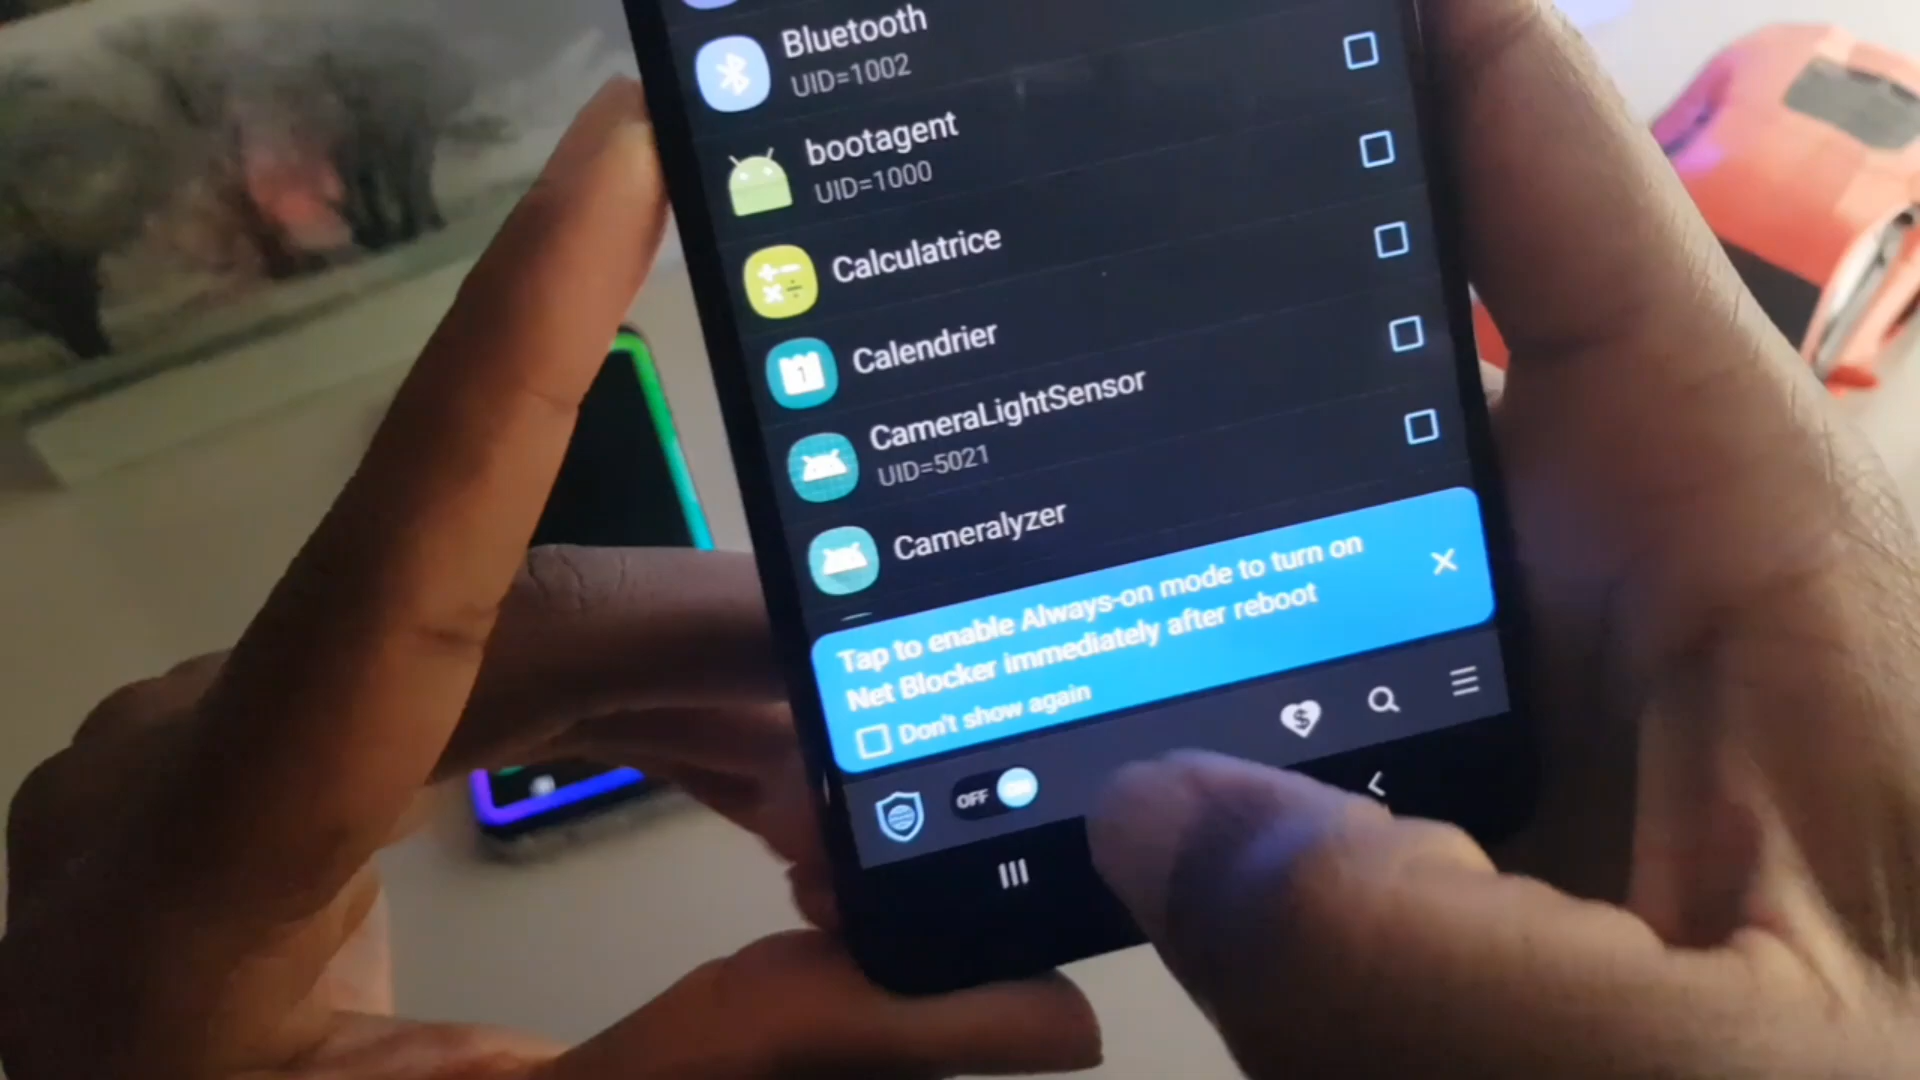 Bluetooth
UID=1002
bootagent
UID=1000
Calculatrice
Calendrier
CameraLightSensor
UID=5021
Cameralyzer
Tap to enable Always-on mode to turn on
Net Blocker immediately after reboot
Don't show again
OFF